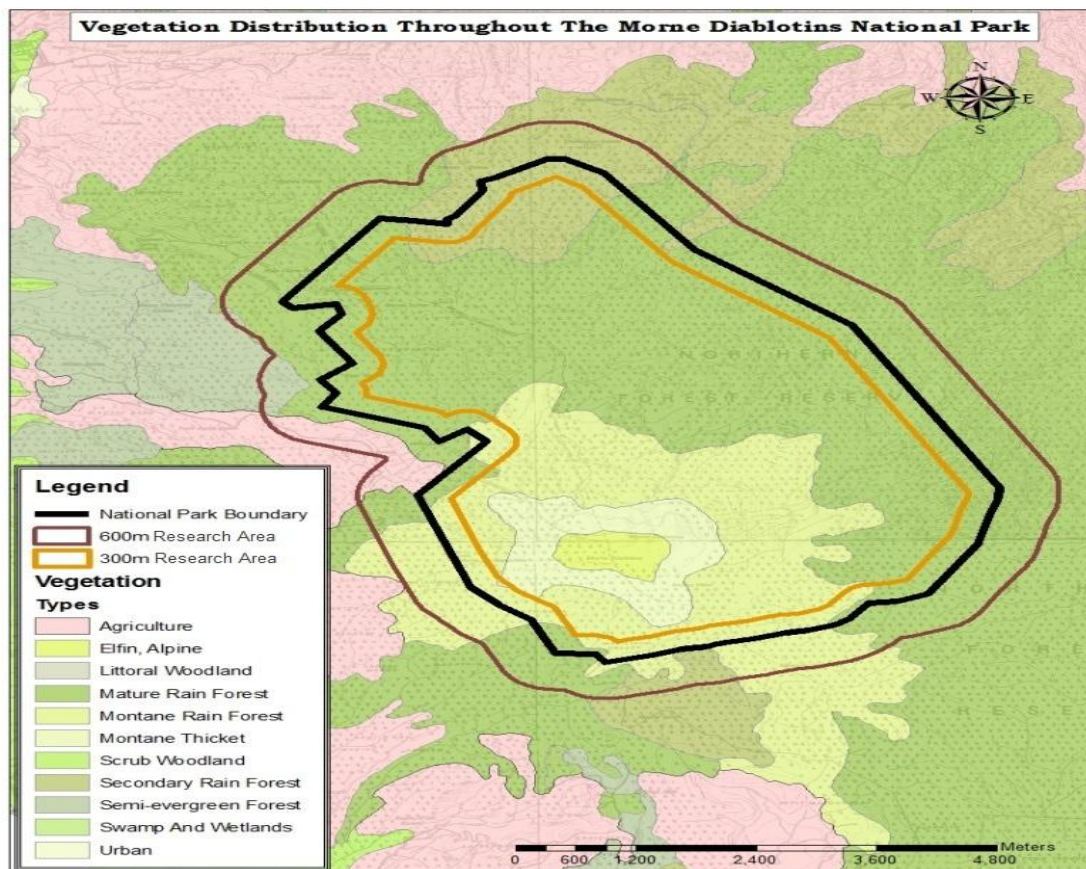 Vegetation Distribution Throughout The Morne Diablotins National Park
N
W E
S
NORTHERN
FOREST RESERV
Legend
National Park Boundary
600m Research Area
300m Research Area
Vegetation
Types
Agriculture
Elfin, Alpine
Littoral Woodland
Mature Rain Forest
Montane Rain Forest
Montane Thicket
Scrub Woodland
Secondary Rain Forest
Semi-evergreen Forest
Swamp And Wetlands
Urban
Meters
0 600 1,200 2,400 3,600 4,800